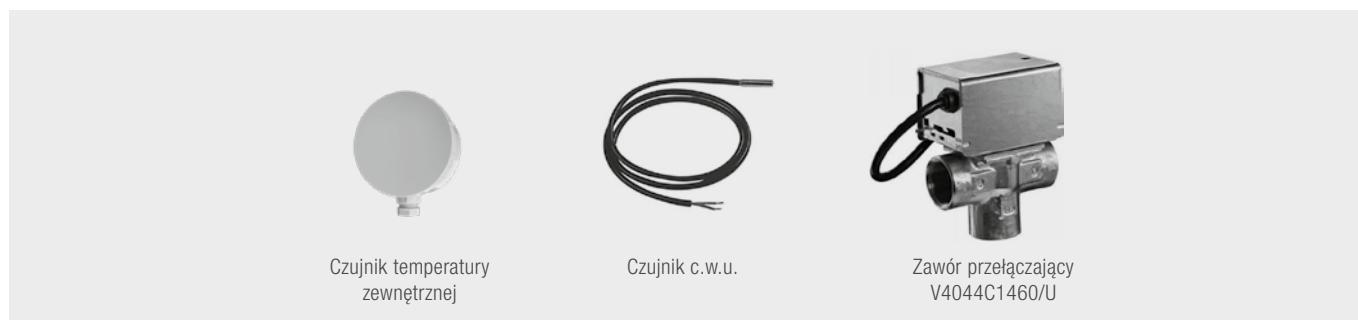 Czujnik temperatury
zewnętrznej
Czujnik c.w.u.
Zawór przełączający
V4044C1460/U